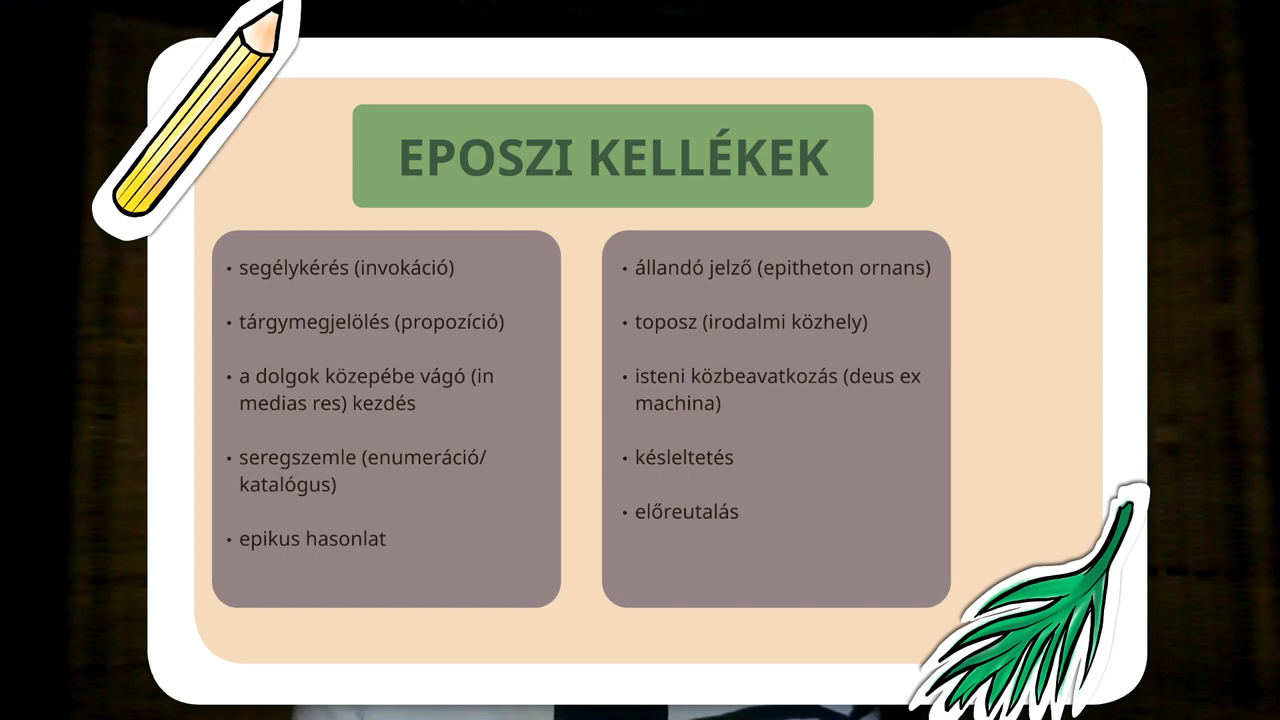 EPOSZI KELLÉKEK
• segélykérés (invokáció)
• tárgymegjelölés (propozíció)
• a dolgok közepébe vágó (in
medias res) kezdés
• seregszemle (enumeráció/
katalógus)
• epikus hasonlat
• állandó jelző (epitheton ornans)
• toposz (irodalmi közhely)
• isteni közbeavatkozás (deus ex
machina)
• késleltetés
• előreutalás